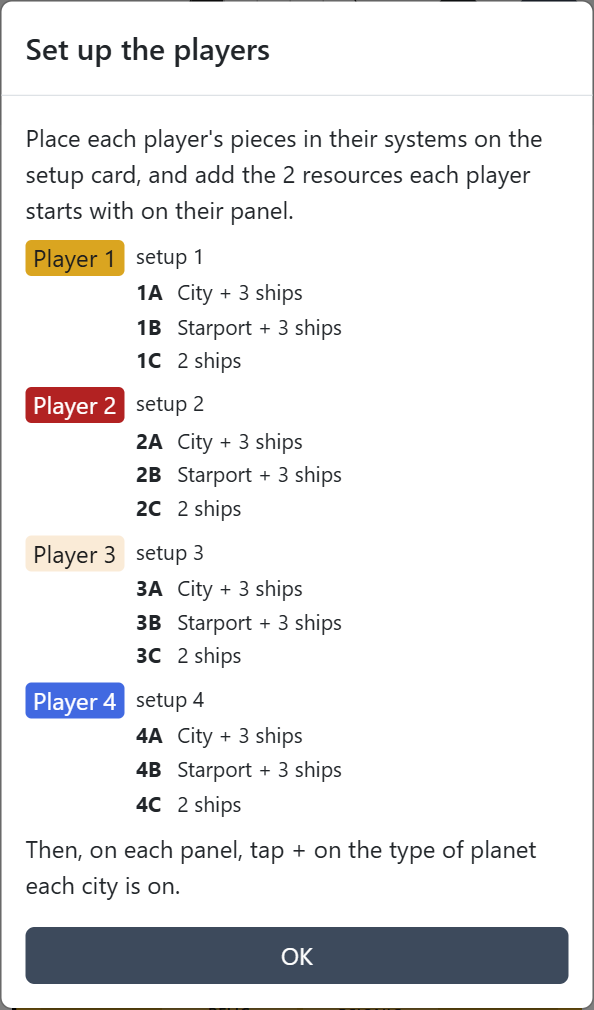 Set up the players
Place each player's pieces in their systems on the
setup card, and add the 2 resources each player
starts with on their panel.
Player 1 setup 1
1A City + 3 ships
1B Starport + 3 ships
1C 2 ships
Player 2 setup 2
2A City + 3 ships
2B Starport + 3 ships
2C 2 ships
Player 3 setup 3
3A City + 3 ships
3B Starport + 3 ships
3C 2 ships
Player 4 setup 4
4A City + 3 ships
4B Starport + 3 ships
4C 2 ships
Then, on each panel, tap + on the type of planet
each city is on.
OK